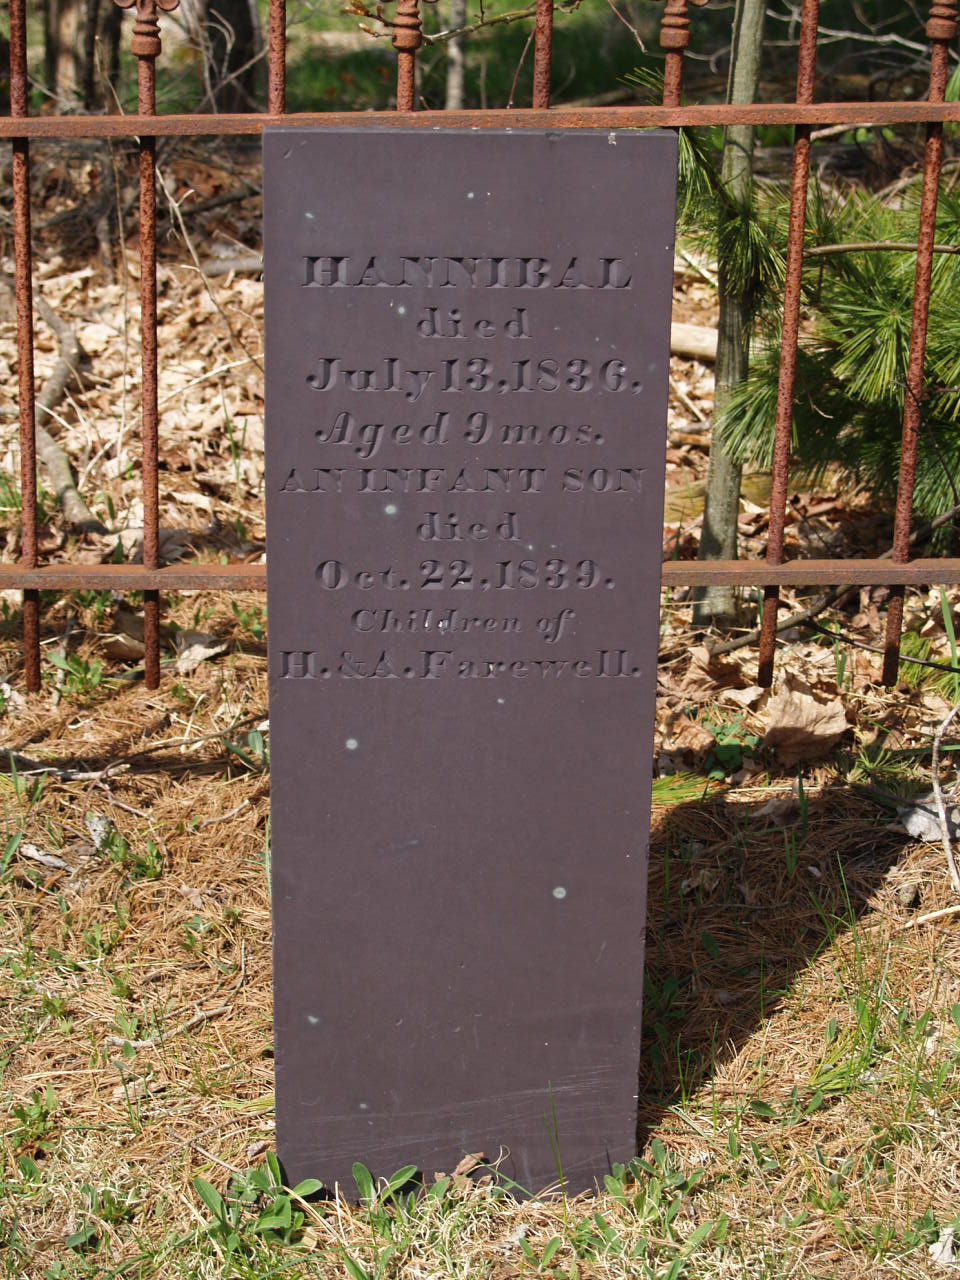 HANNIBAL
died
July 13, 1836,
Aged 9 mos.
AN INFANT SON
died
Oct. 22, 1839.
Children of
H. & A. Farewell.